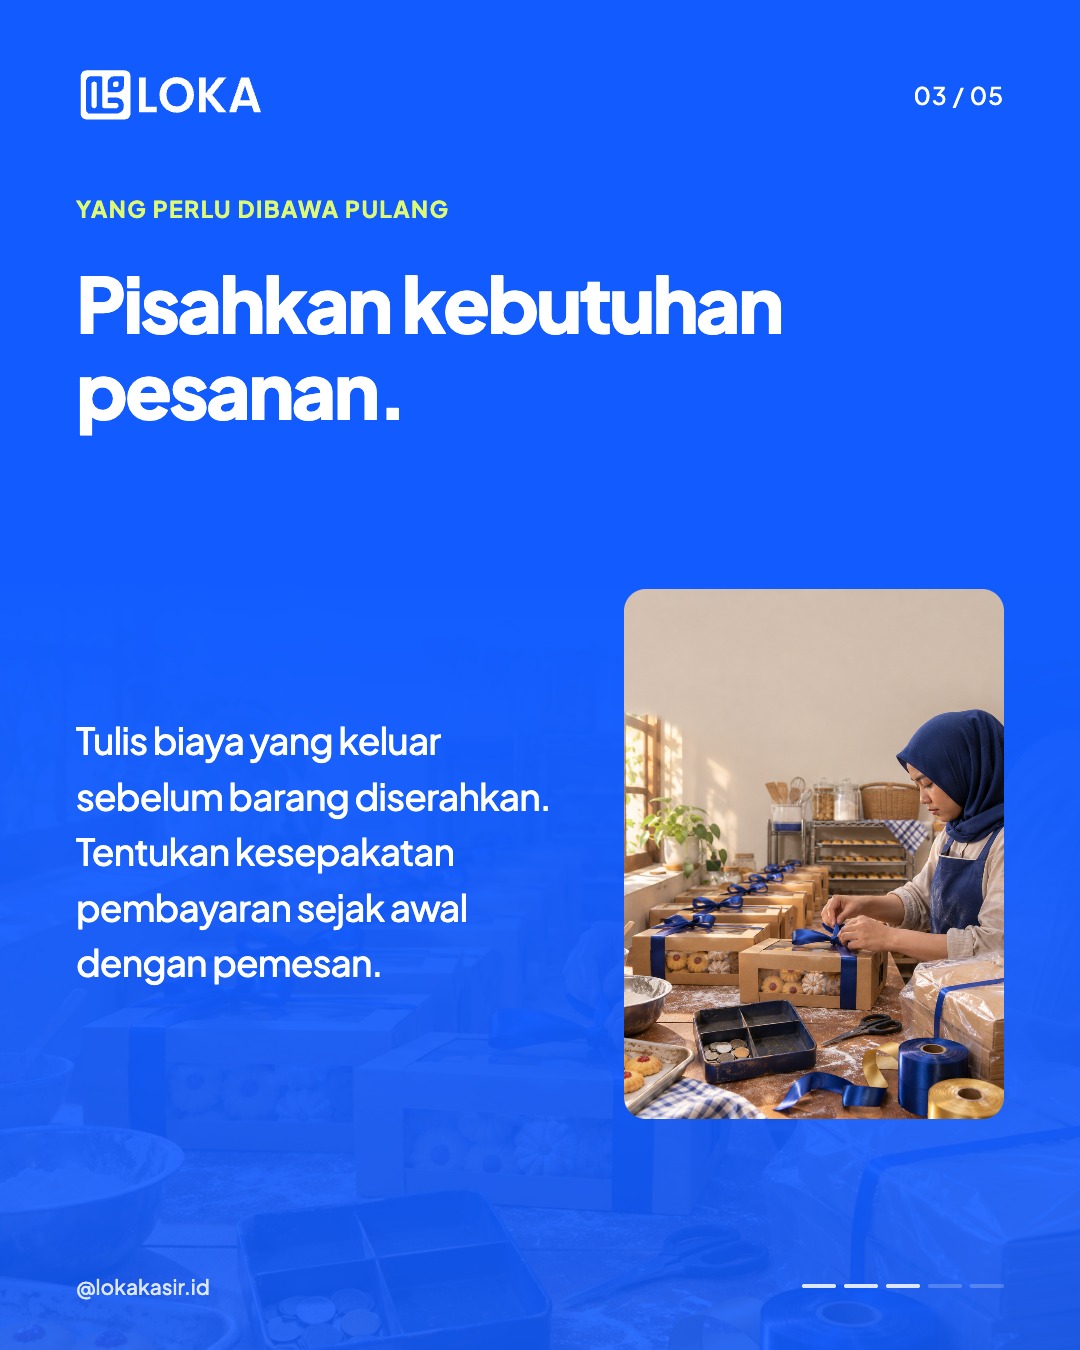 LOKA
03 / 05
YANG PERLU DIBAWA PULANG
Pisahkan kebutuhan
pesanan.
Tulis biaya yang keluar
sebelum barang diserahkan.
Tentukan kesepakatan
pembayaran sejak awal
dengan pemesan.
@lokakasir.id